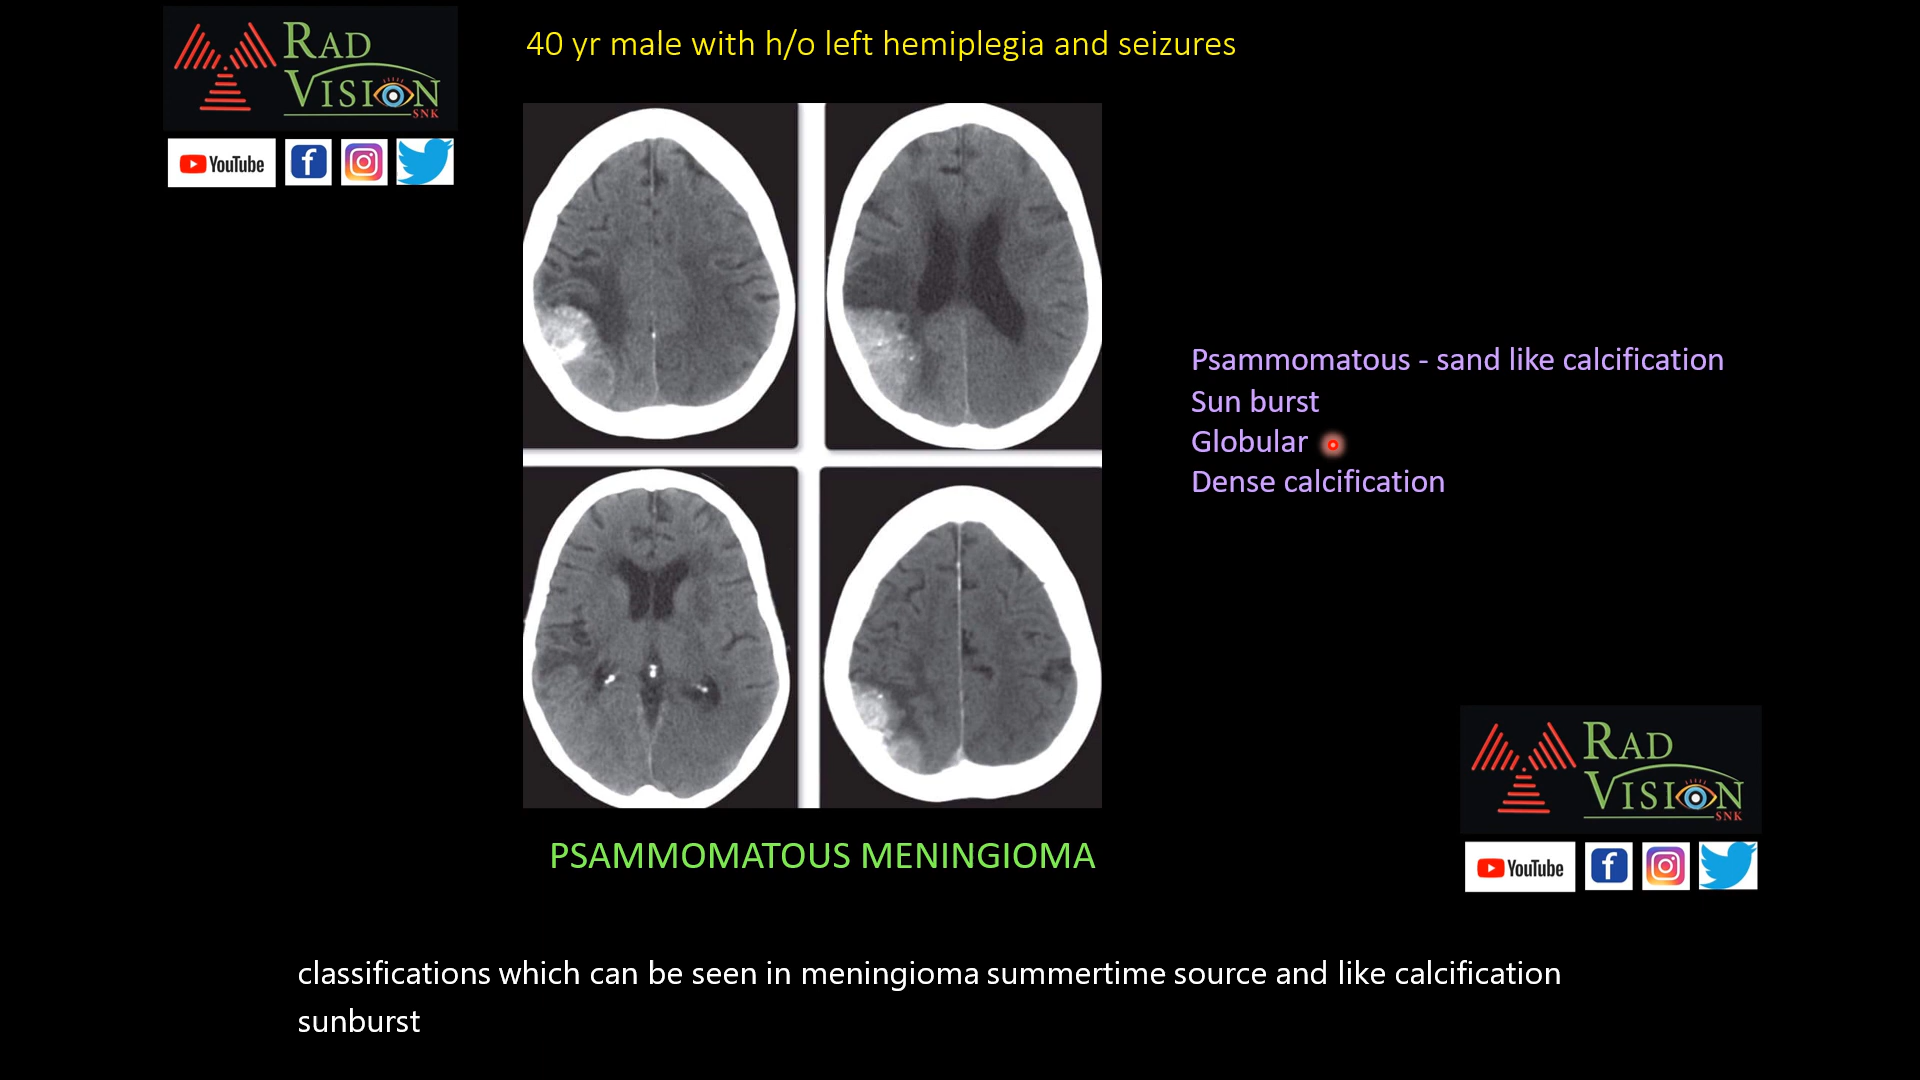 RAD
VISION
SNK
YouTube
40 yr male with h/o left hemiplegia and seizures
Psammomatous - sand like calcification
Sun burst
Globular
Dense calcification
PSAMMOMATOUS MENINGIOMA
RAD
VISION
SNK
YouTube
classifications which can be seen in meningioma summertime source and like calcification
sunburst